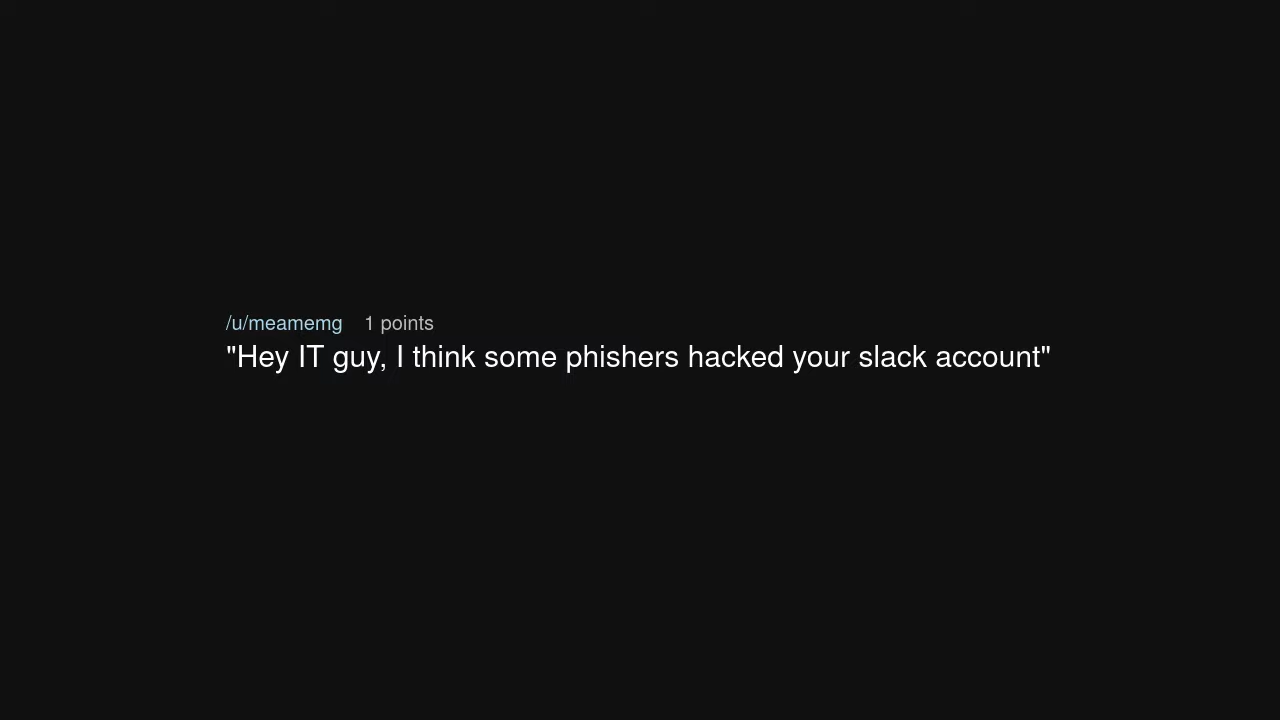 /u/meamemg 1 points
"Hey IT guy, I think some phishers hacked your slack account"